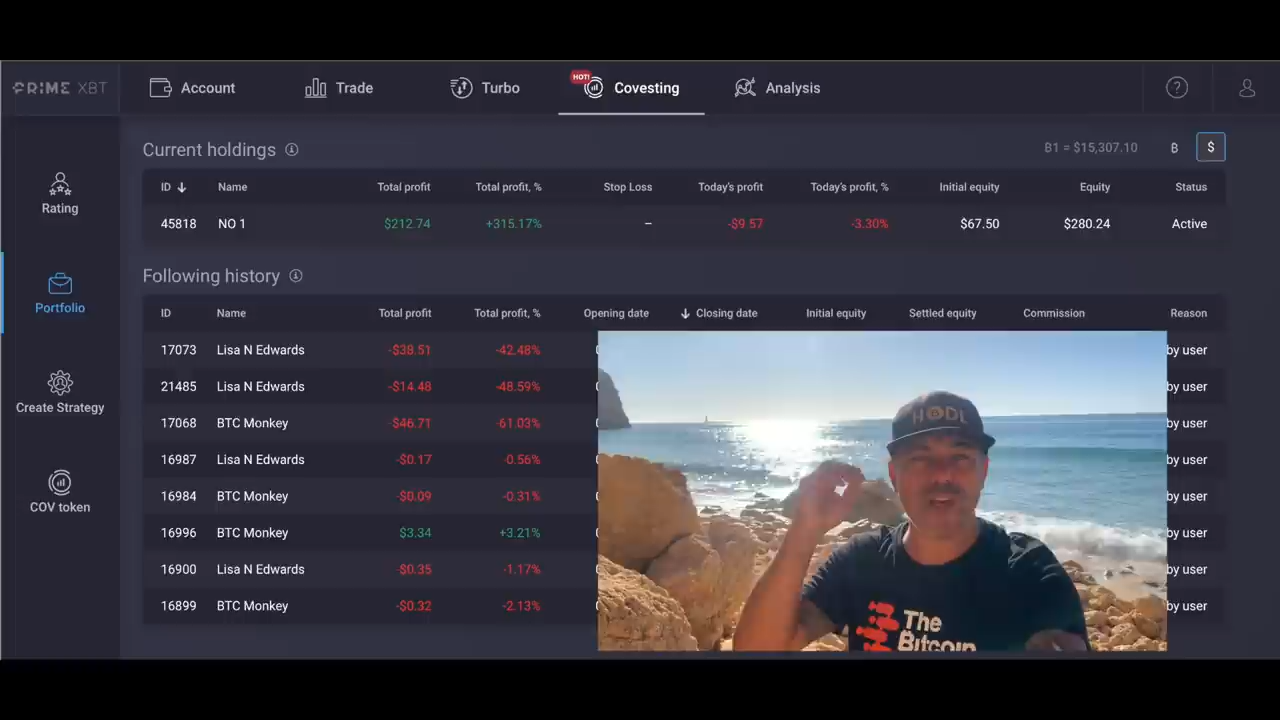 PRIME XBT Account Trade Turbo HOT! Covesting Analysis ?
Current holdings
B1 = $15,307.10 B $
ID Name Total profit Total profit, % Stop Loss Today's profit Today's profit, % Initial equity Equity Status
45818 NO 1 $212.74 +315.17% – -$9.57 -3.30% $67.50 $280.24 Active
Following history
ID Name Total profit Total profit, % Opening date Closing date Initial equity Settled equity Commission Reason
17073 Lisa N Edwards -$38.51 -42.48% by user
21485 Lisa N Edwards -$14.48 -48.59% by user
17068 BTC Monkey -$46.71 -61.03% by user
16987 Lisa N Edwards -$0.17 -0.56% by user
16984 BTC Monkey -$0.09 -0.31% by user
16996 BTC Monkey $3.34 +3.21% by user
16900 Lisa N Edwards -$0.35 -1.17% by user
16899 BTC Monkey -$0.32 -2.13% by user
Rating
Portfolio
Create Strategy
COV token
HODL
The
Bitcoin